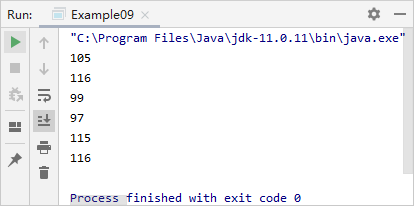 Run: Example09
"C:\Program Files\Java\jdk-11.0.11\bin\java.exe"
105
116
99
97
115
116
Process finished with exit code 0